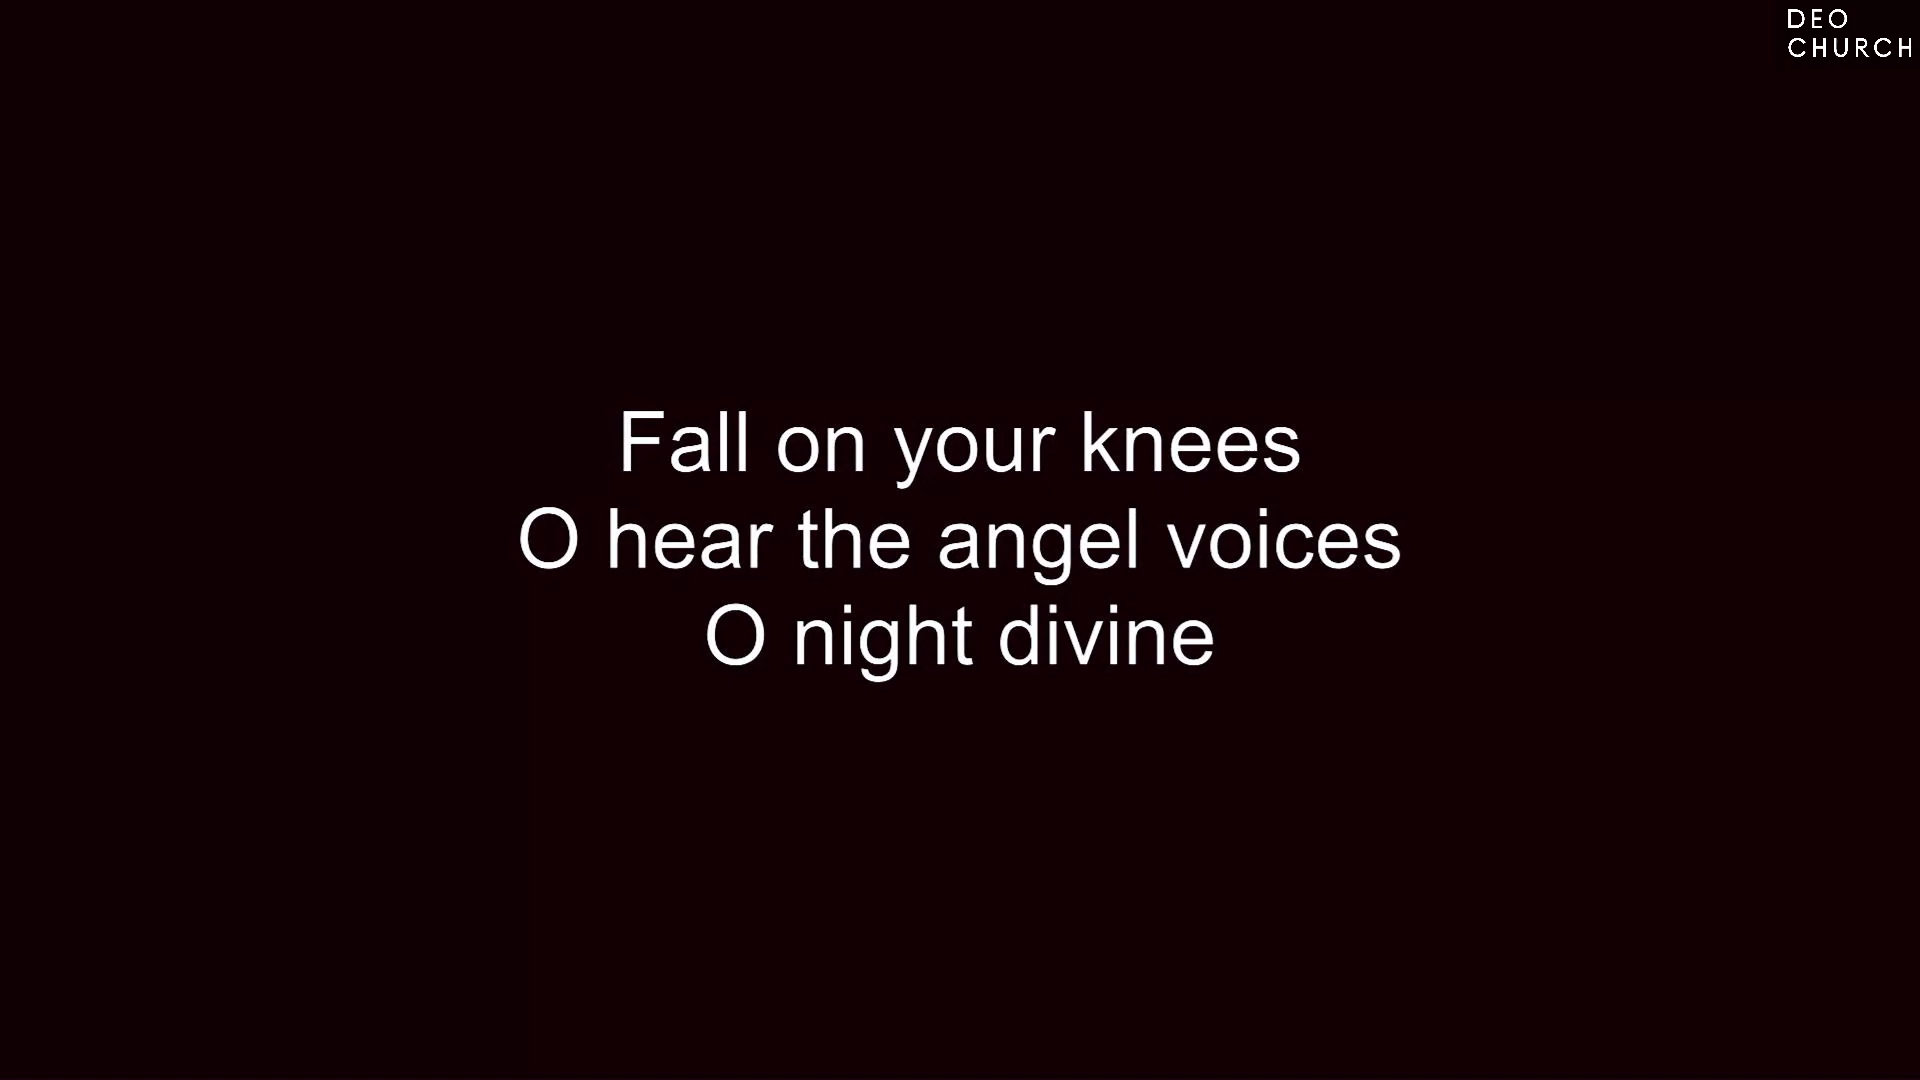 DEO
CHURCH
Fall on your knees
O hear the angel voices
O night divine